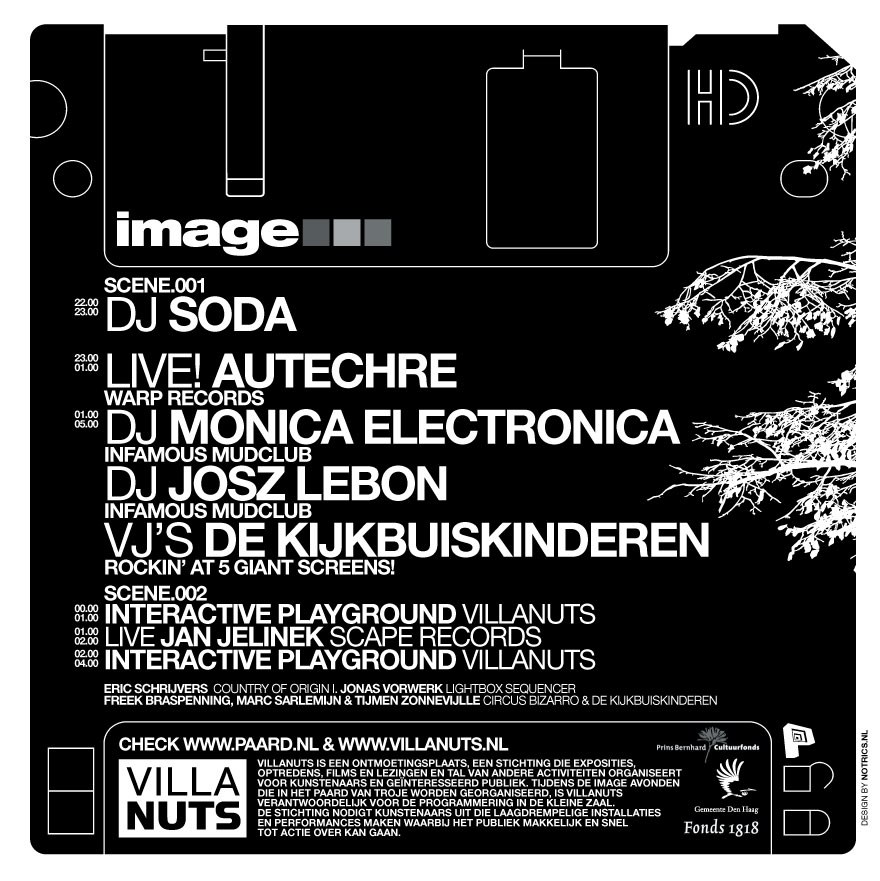 HD
image
SCENE.001
22.00
23.00
DJ SODA
23.00
01.00
LIVE! AUTECHRE
WARP RECORDS
01.00
05.00
DJ MONICA ELECTRONICA
INFAMOUS MUDCLUB
DJ JOSZ LEBON
INFAMOUS MUDCLUB
VJ'S DE KIJKBUISKINDEREN
ROCKIN' AT 5 GIANT SCREENS!
SCENE.002
00.00
01.00
INTERACTIVE PLAYGROUND VILLANUTS
01.00
02.00
LIVE JAN JELINEK SCAPE RECORDS
02.00
04.00
INTERACTIVE PLAYGROUND VILLANUTS
ERIC SCHRIJVERS COUNTRY OF ORIGIN I. JONAS VORWERK LIGHTBOX SEQUENCER
FREEK BRASPENNING, MARC SARLEMIJN & TIJMEN ZONNEVIJLLE CIRCUS BIZARRO & DE KIJKBUISKINDEREN
CHECK WWW.PAARD.NL & WWW.VILLANUTS.NL
VILLA
NUTS
VILLANUTS IS EEN ONTMOETINGSPLAATS, EEN STICHTING DIE EXPOSITIES,
OPTREDENS, FILMS EN LEZINGEN EN TAL VAN ANDERE ACTIVITEITEN ORGANISEERT
VOOR KUNSTENAARS EN GEÏNTERESSEERD PUBLIEK. TIJDENS DE IMAGE AVONDEN
DIE IN HET PAARD VAN TROJE WORDEN GEORGANISEERD, IS VILLANUTS
VERANTWOORDELIJK VOOR DE PROGRAMMERING IN DE KLEINE ZAAL.
DE STICHTING NODIGT KUNSTENAARS UIT DIE LAAGDREMPELIGE INSTALLATIES
EN PERFORMANCES MAKEN WAARBIJ HET PUBLIEK MAKKELIJK EN SNEL
TOT ACTIE OVER KAN GAAN.
Prins Bernhard Cultuurfonds
Gemeente Den Haag
Fonds 1818
P
DESIGN BY NOTRICS.NL